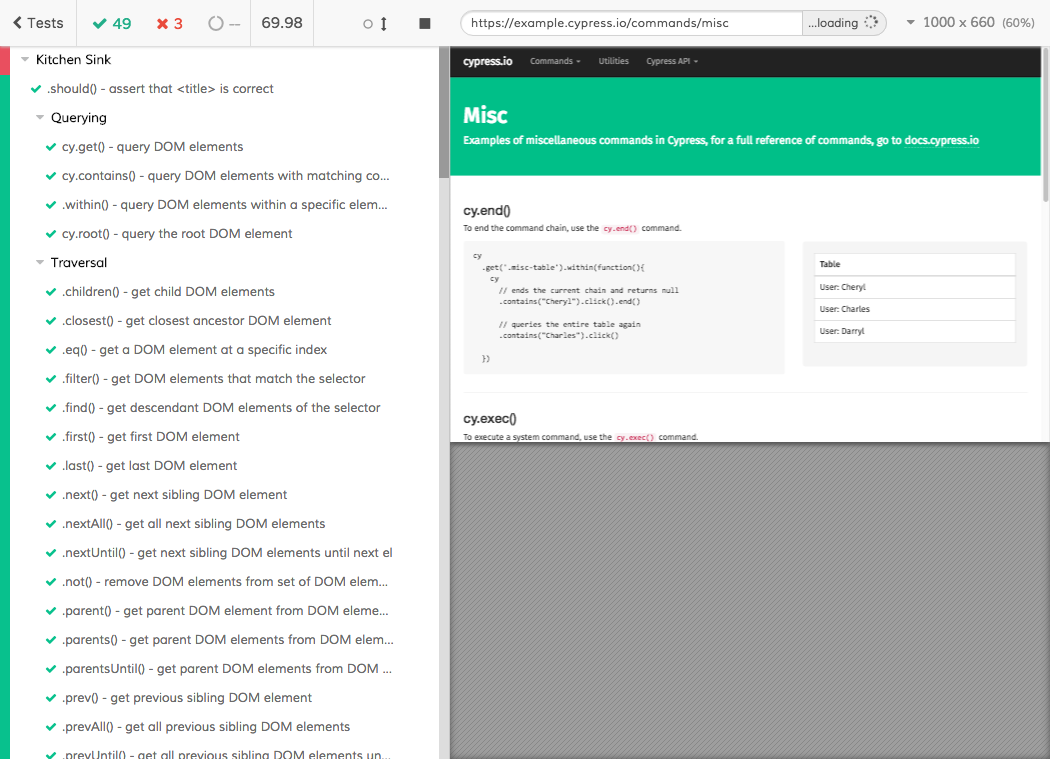 Tests 49 3 -- 69.98 https://example.cypress.io/commands/misc ...loading 1000 x 660 (60%)
Kitchen Sink
.should() - assert that <title> is correct
Querying
cy.get() - query DOM elements
cy.contains() - query DOM elements with matching co...
.within() - query DOM elements within a specific elem...
cy.root() - query the root DOM element
Traversal
.children() - get child DOM elements
.closest() - get closest ancestor DOM element
.eq() - get a DOM element at a specific index
.filter() - get DOM elements that match the selector
.find() - get descendant DOM elements of the selector
.first() - get first DOM element
.last() - get last DOM element
.next() - get next sibling DOM element
.nextAll() - get all next sibling DOM elements
.nextUntil() - get next sibling DOM elements until next el
.not() - remove DOM elements from set of DOM elem...
.parent() - get parent DOM element from DOM eleme...
.parents() - get parent DOM elements from DOM elem...
.parentsUntil() - get parent DOM elements from DOM ...
.prev() - get previous sibling DOM element
.prevAll() - get all previous sibling DOM elements
.prevUntil() - get all previous sibling DOM elements un...
cypress.io Commands Utilities Cypress API
Misc
Examples of miscellaneous commands in Cypress, for a full reference of commands, go to docs.cypress.io
cy.end()
To end the command chain, use the cy.end() command.
cy
.get('.misc-table').within(function(){
cy
// ends the current chain and returns null
.contains("Cheryl").click().end()
// queries the entire table again
.contains("Charles").click()
})
Table
User: Cheryl
User: Charles
User: Darryl
cy.exec()
To execute a system command, use the cy.exec() command.